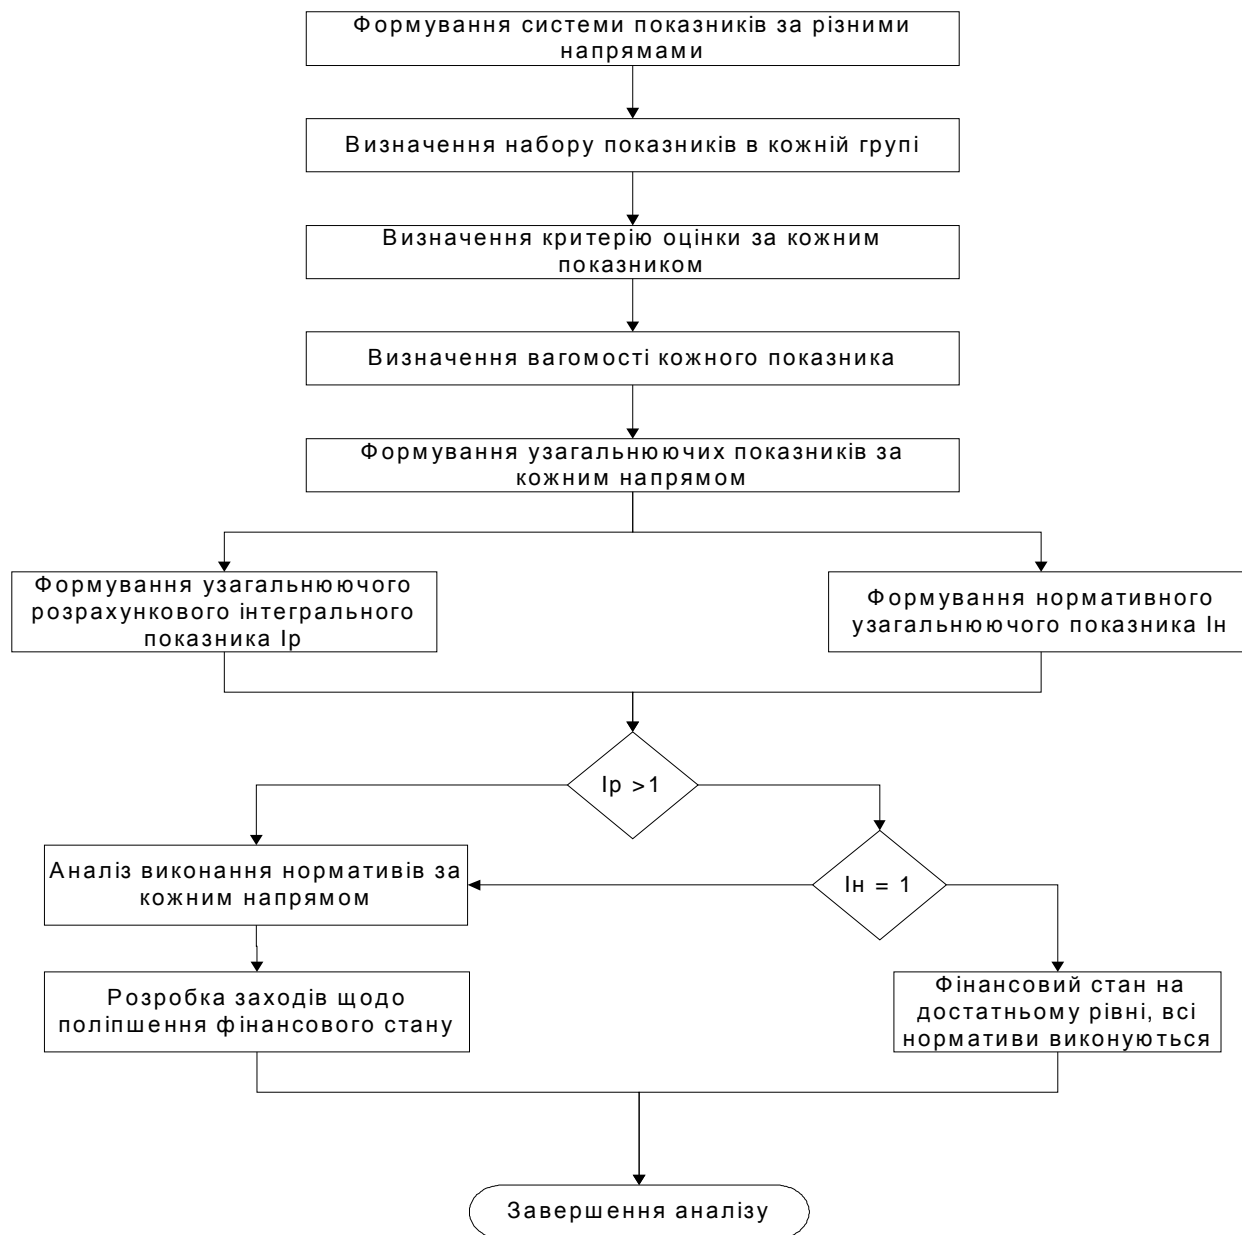 Формування системи показників за різними
напрямами
Визначення набору показників в кожній групі
Визначення критерію оцінки за кожним
показником
Визначення вагомості кожного показника
Формування узагальнюючих показників за
кожним напрямом
Формування узагальнюючого
розрахункового інтегрального
показника Ір
Формування нормативного
узагальнюючого показника Ін
Ір >1
Ін = 1
Аналіз виконання нормативів за
кожним напрямом
Розробка заходів щодо
поліпшення фінансового стану
Фінансовий стан на
достатньому рівні, всі
нормативи виконуються
Завершення аналізу